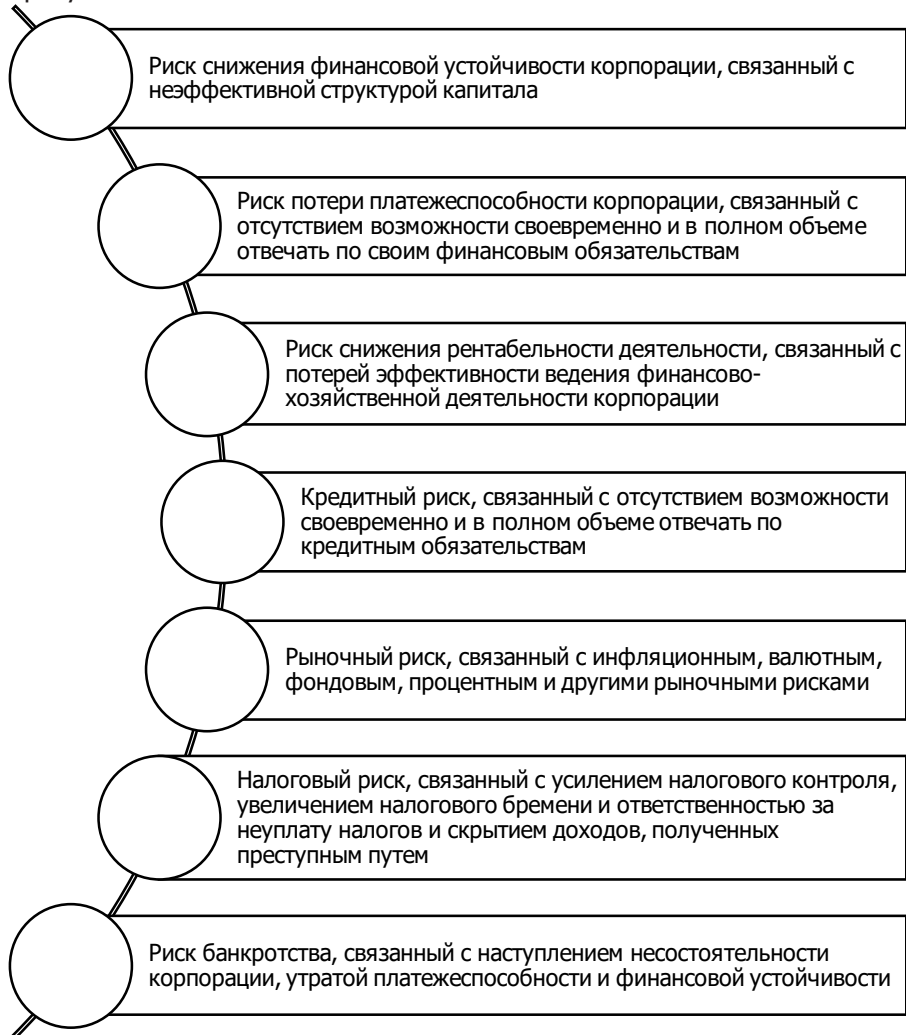 Риск снижения финансовой устойчивости корпорации, связанный с
неэффективной структурой капитала
Риск потери платежеспособности корпорации, связанный с
отсутствием возможности своевременно и в полном объеме
отвечать по своим финансовым обязательствам
Риск снижения рентабельности деятельности, связанный с
потерей эффективности ведения финансово-
хозяйственной деятельности корпорации
Кредитный риск, связанный с отсутствием возможности
своевременно и в полном объеме отвечать по
кредитным обязательствам
Рыночный риск, связанный с инфляционным, валютным,
фондовым, процентным и другими рыночными рисками
Налоговый риск, связанный с усилением налогового контроля,
увеличением налогового бремени и ответственностью за
неуплату налогов и скрытием доходов, полученных
преступным путем
Риск банкротства, связанный с наступлением несостоятельности
корпорации, утратой платежеспособности и финансовой устойчивости